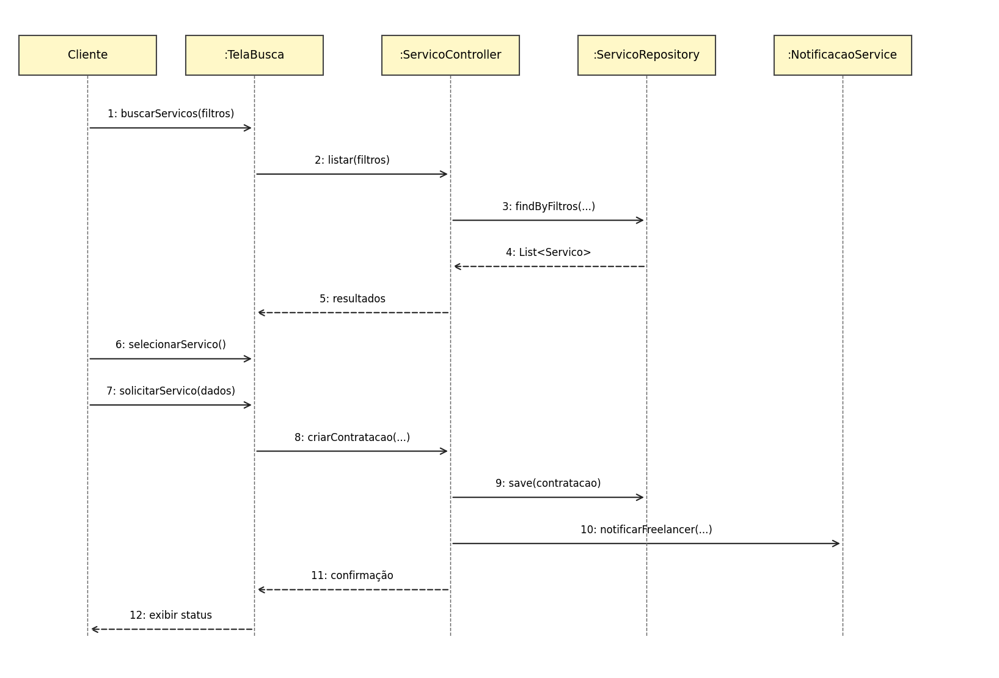 Cliente
:TelaBusca
:ServicoController
:ServicoRepository
:NotificacaoService
1: buscarServicos(filtros)
2: listar(filtros)
3: findByFiltros(...)
4: List<Servico>
5: resultados
6: selecionarServico()
7: solicitarServico(dados)
8: criarContratacao(...)
9: save(contratacao)
10: notificarFreelancer(...)
11: confirmação
12: exibir status